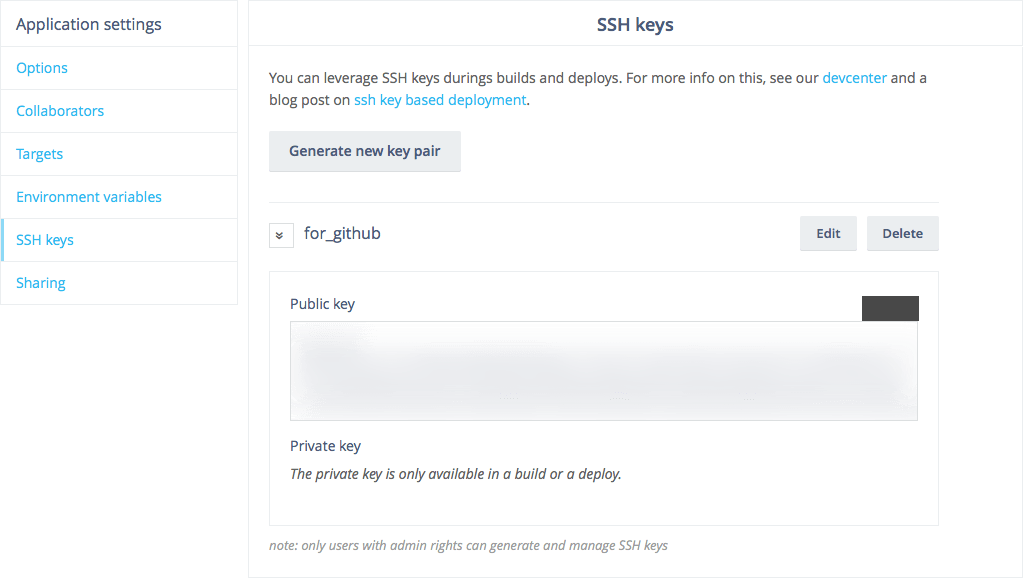 Application settings
Options
Collaborators
Targets
Environment variables
SSH keys
Sharing
SSH keys
You can leverage SSH keys durings builds and deploys. For more info on this, see our devcenter and a
blog post on ssh key based deployment.
Generate new key pair
for_github
Edit
Delete
Public key
Private key
The private key is only available in a build or a deploy.
note: only users with admin rights can generate and manage SSH keys